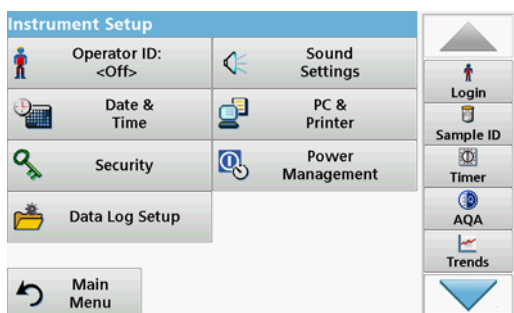 Instrument Setup
Operator ID:
<Off>
Sound
Settings
Date &
Time
PC &
Printer
Security
Power
Management
Data Log Setup
Main
Menu
Login
Sample ID
Timer
AQA
Trends